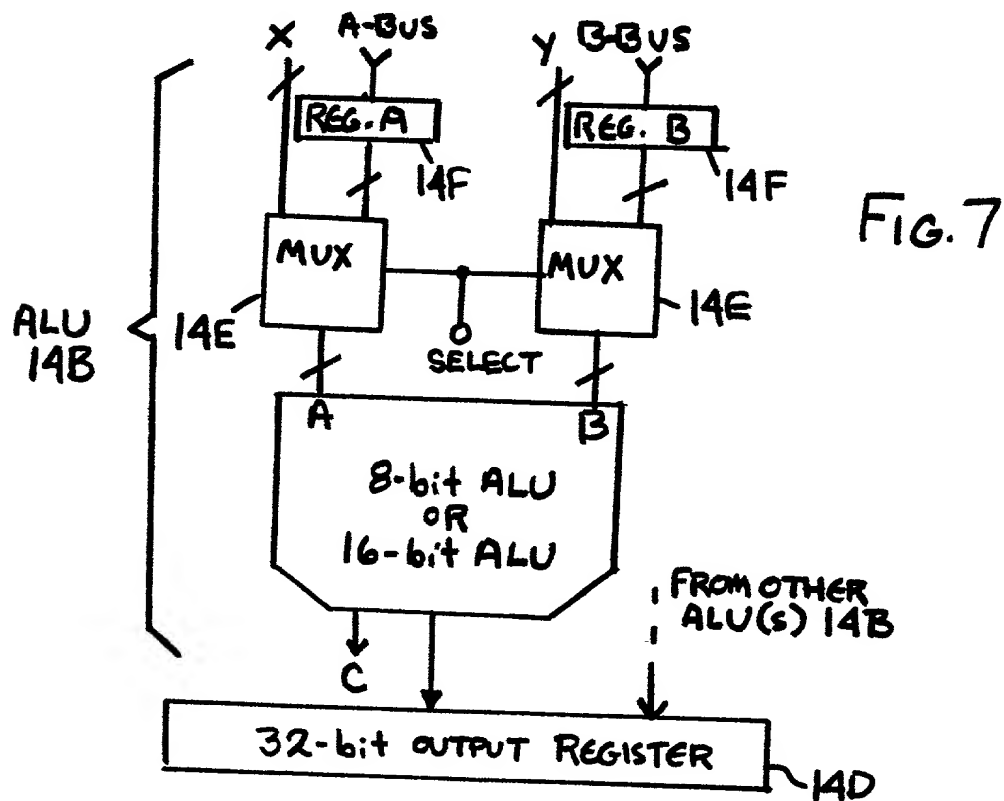 X
A-BUS
Y
B-BUS
REG. A
REG. B
14F
14F
FIG. 7
MUX
MUX
ALU
14B
14E
14E
SELECT
A
B
8-bit ALU
OR
16-bit ALU
FROM OTHER
ALU(s) 14B
C
32-bit OUTPUT REGISTER
14D